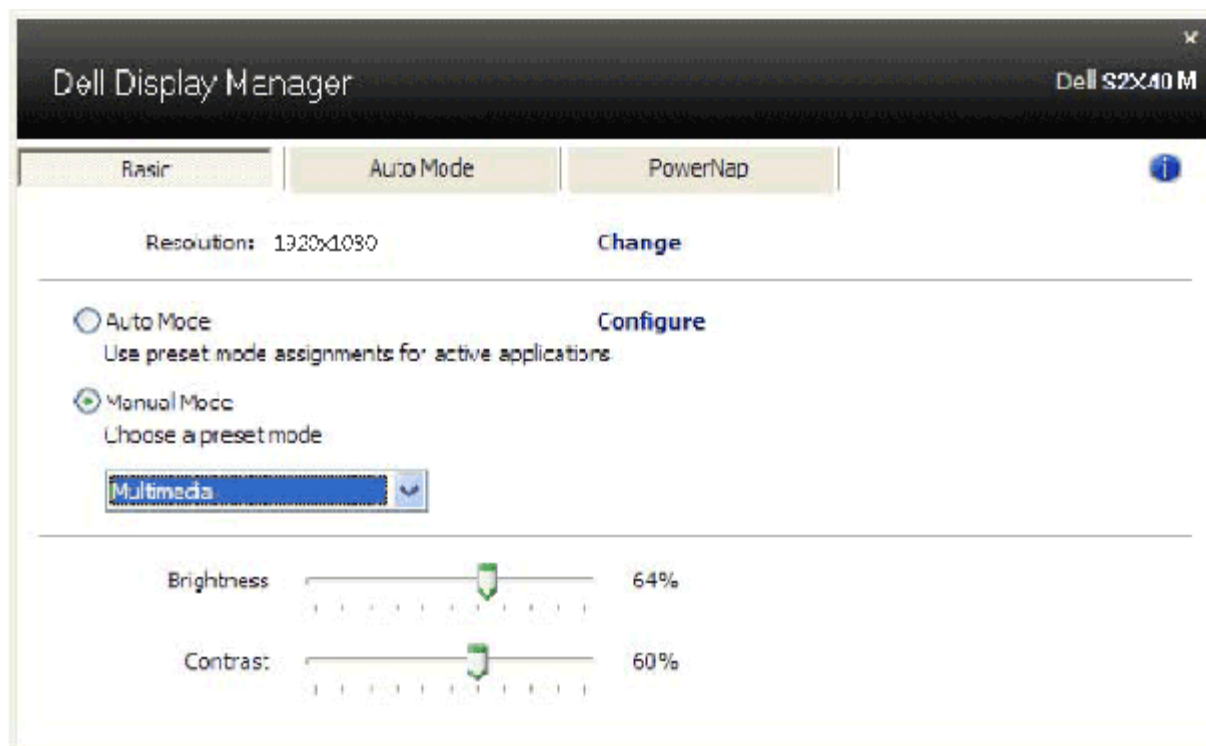 Dell Display Manager
Dell S2X40 M
Basic
Auto Mode
PowerNap
Resolution: 1920x1080
Change
Auto Mode
Configure
Use preset mode assignments for active applications
Manual Mode
Choose a preset mode
Multimedia
Brightness
64%
Contrast
60%